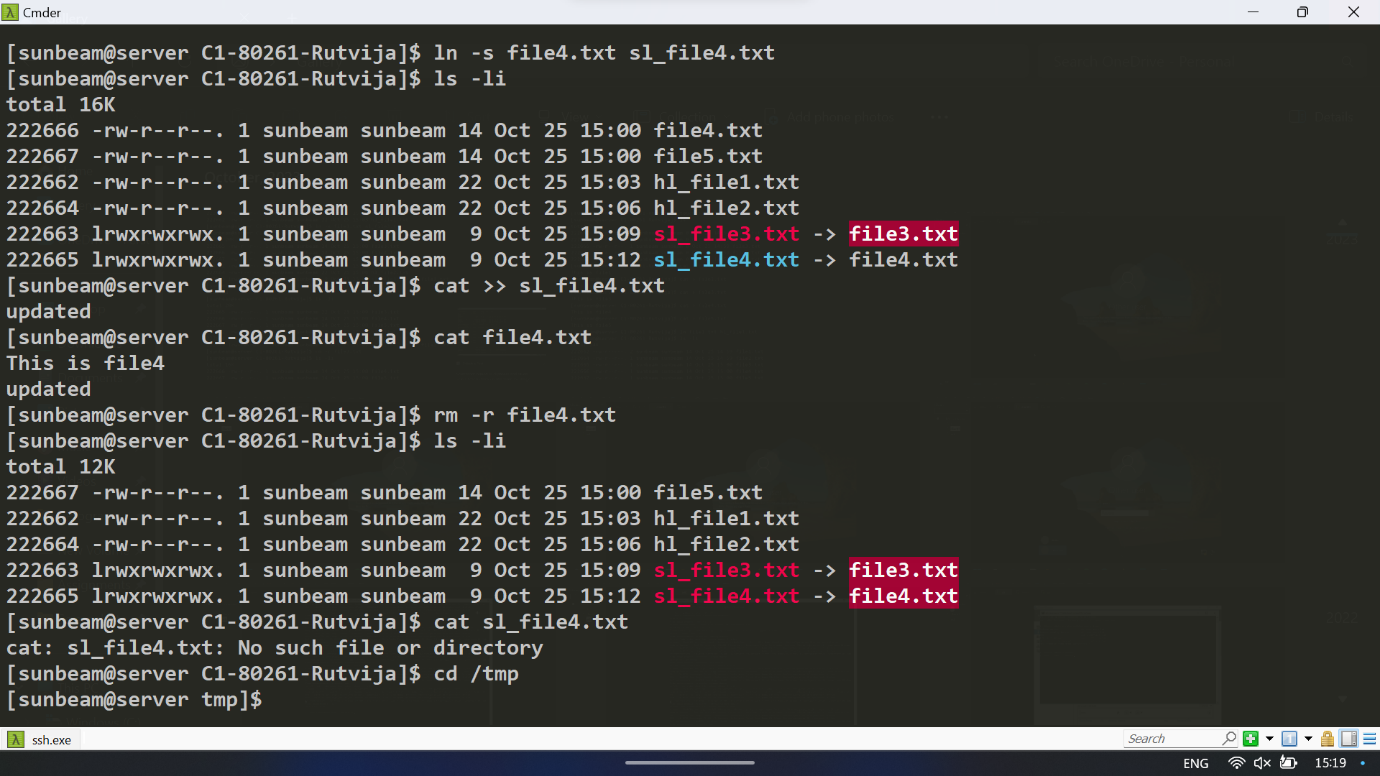 Cmder
[sunbeam@server C1-80261-Rutvija]$ ln -s file4.txt sl_file4.txt
[sunbeam@server C1-80261-Rutvija]$ ls -li
total 16K
222666 -rw-r--r--. 1 sunbeam sunbeam 14 Oct 25 15:00 file4.txt
222667 -rw-r--r--. 1 sunbeam sunbeam 14 Oct 25 15:00 file5.txt
222662 -rw-r--r--. 1 sunbeam sunbeam 22 Oct 25 15:03 hl_file1.txt
222664 -rw-r--r--. 1 sunbeam sunbeam 22 Oct 25 15:06 hl_file2.txt
222663 lrwxrwxrwx. 1 sunbeam sunbeam  9 Oct 25 15:09 sl_file3.txt -> file3.txt
222665 lrwxrwxrwx. 1 sunbeam sunbeam  9 Oct 25 15:12 sl_file4.txt -> file4.txt
[sunbeam@server C1-80261-Rutvija]$ cat >> sl_file4.txt
updated
[sunbeam@server C1-80261-Rutvija]$ cat file4.txt
This is file4
updated
[sunbeam@server C1-80261-Rutvija]$ rm -r file4.txt
[sunbeam@server C1-80261-Rutvija]$ ls -li
total 12K
222667 -rw-r--r--. 1 sunbeam sunbeam 14 Oct 25 15:00 file5.txt
222662 -rw-r--r--. 1 sunbeam sunbeam 22 Oct 25 15:03 hl_file1.txt
222664 -rw-r--r--. 1 sunbeam sunbeam 22 Oct 25 15:06 hl_file2.txt
222663 lrwxrwxrwx. 1 sunbeam sunbeam  9 Oct 25 15:09 sl_file3.txt -> file3.txt
222665 lrwxrwxrwx. 1 sunbeam sunbeam  9 Oct 25 15:12 sl_file4.txt -> file4.txt
[sunbeam@server C1-80261-Rutvija]$ cat sl_file4.txt
cat: sl_file4.txt: No such file or directory
[sunbeam@server C1-80261-Rutvija]$ cd /tmp
[sunbeam@server tmp]$
ssh.exe Search
ENG 15:19